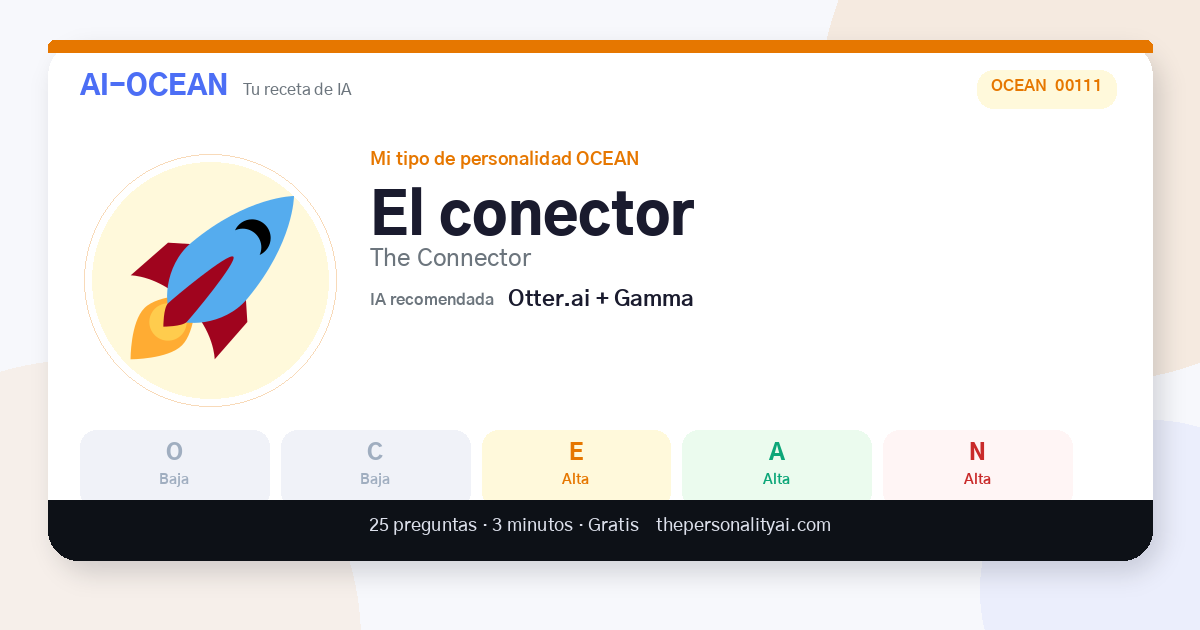 AI-OCEAN Tu receta de IA
OCEAN 00111
Mi tipo de personalidad OCEAN
El conector
The Connector
IA recomendada Otter.ai + Gamma
O C E A N
Baja Baja Alta Alta Alta
25 preguntas · 3 minutos · Gratis thepersonalityai.com